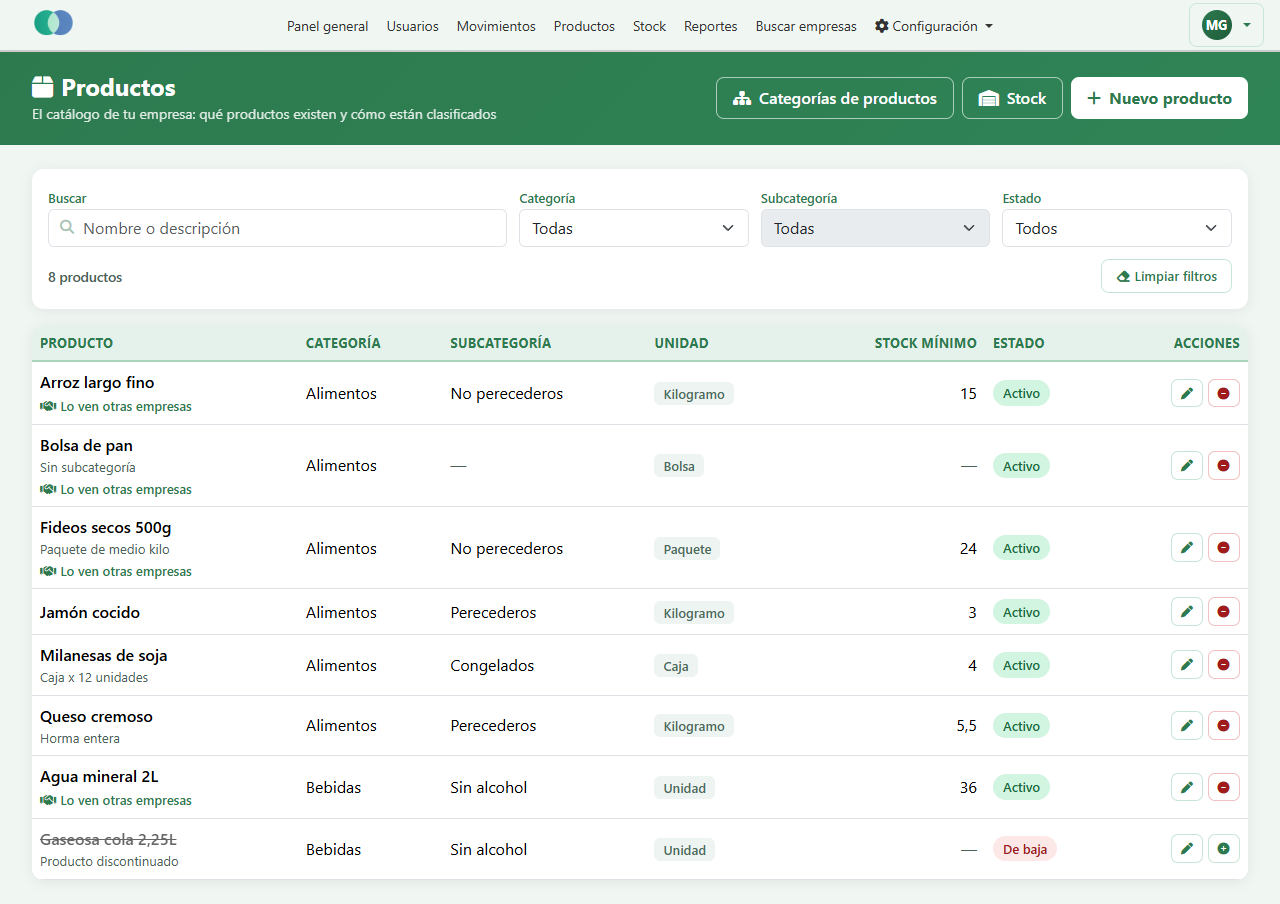 Panel general Usuarios Movimientos Productos Stock Reportes Buscar empresas Configuración MG
Productos
El catálogo de tu empresa: qué productos existen y cómo están clasificados
Categorías de productos Stock Nuevo producto
Buscar Categoría Subcategoría Estado
Nombre o descripción Todas Todas Todos
8 productos Limpiar filtros
PRODUCTO CATEGORÍA SUBCATEGORÍA UNIDAD STOCK MÍNIMO ESTADO ACCIONES
Arroz largo fino
Lo ven otras empresas
Alimentos No perecederos Kilogramo 15 Activo
Bolsa de pan
Sin subcategoría
Lo ven otras empresas
Alimentos — Bolsa — Activo
Fideos secos 500g
Paquete de medio kilo
Lo ven otras empresas
Alimentos No perecederos Paquete 24 Activo
Jamón cocido Alimentos Perecederos Kilogramo 3 Activo
Milanesas de soja
Caja x 12 unidades
Alimentos Congelados Caja 4 Activo
Queso cremoso
Horma entera
Alimentos Perecederos Kilogramo 5,5 Activo
Agua mineral 2L
Lo ven otras empresas
Bebidas Sin alcohol Unidad 36 Activo
Gaseosa cola 2,25L
Producto discontinuado
Bebidas Sin alcohol Unidad — De baja